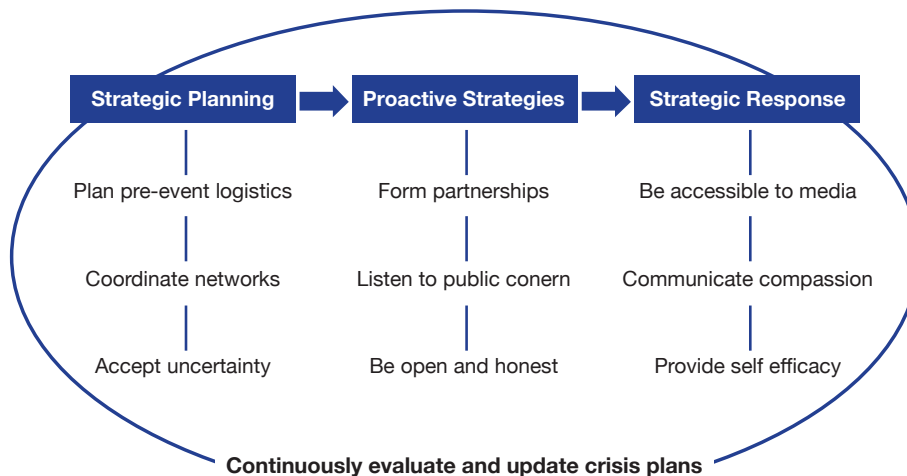 Strategic Planning
Proactive Strategies
Strategic Response
Plan pre-event logistics
Form partnerships
Be accessible to media
Coordinate networks
Listen to public conern
Communicate compassion
Accept uncertainty
Be open and honest
Provide self efficacy
Continuously evaluate and update crisis plans